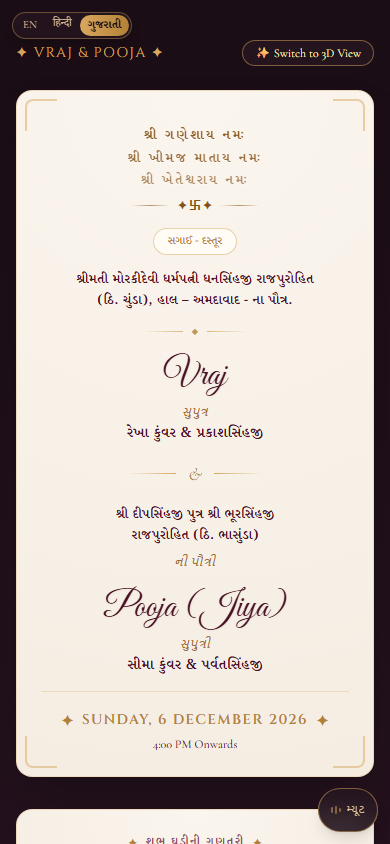 EN हिन्दी ગુજરાતી
✦ VRAJ & POOJA ✦
✨ Switch to 3D View
શ્રી ગણેશાય નમઃ
શ્રી ખીમજ માતાય નમઃ
શ્રી ખેતેશ્વરાય નમઃ
✦卐✦
સગાઈ - દસ્તૂર
શ્રીમતી મોરકીદેવી ધર્મપત્ની ધનસિંહજી રાજપુરોહિત
(ઠિ. ચુંડા), હાલ – અમદાવાદ - ના પૌત્ર.
Vraj
સુપુત્ર
રેખા કુંવર & પ્રકાશસિંહજી
&
શ્રી દીપસિંહજી પુત્ર શ્રી ભૂરસિંહજી
રાજપુરોહિત (ઠિ. ભાસુંડા)
ની પૌત્રી
Pooja (Jiya)
સુપુત્રી
સીમા કુંવર & પર્વતસિંહજી
✦ SUNDAY, 6 DECEMBER 2026 ✦
4:00 PM Onwards
મ્યૂટ
✦ શુભ ઘડીની ગણતરી ✦